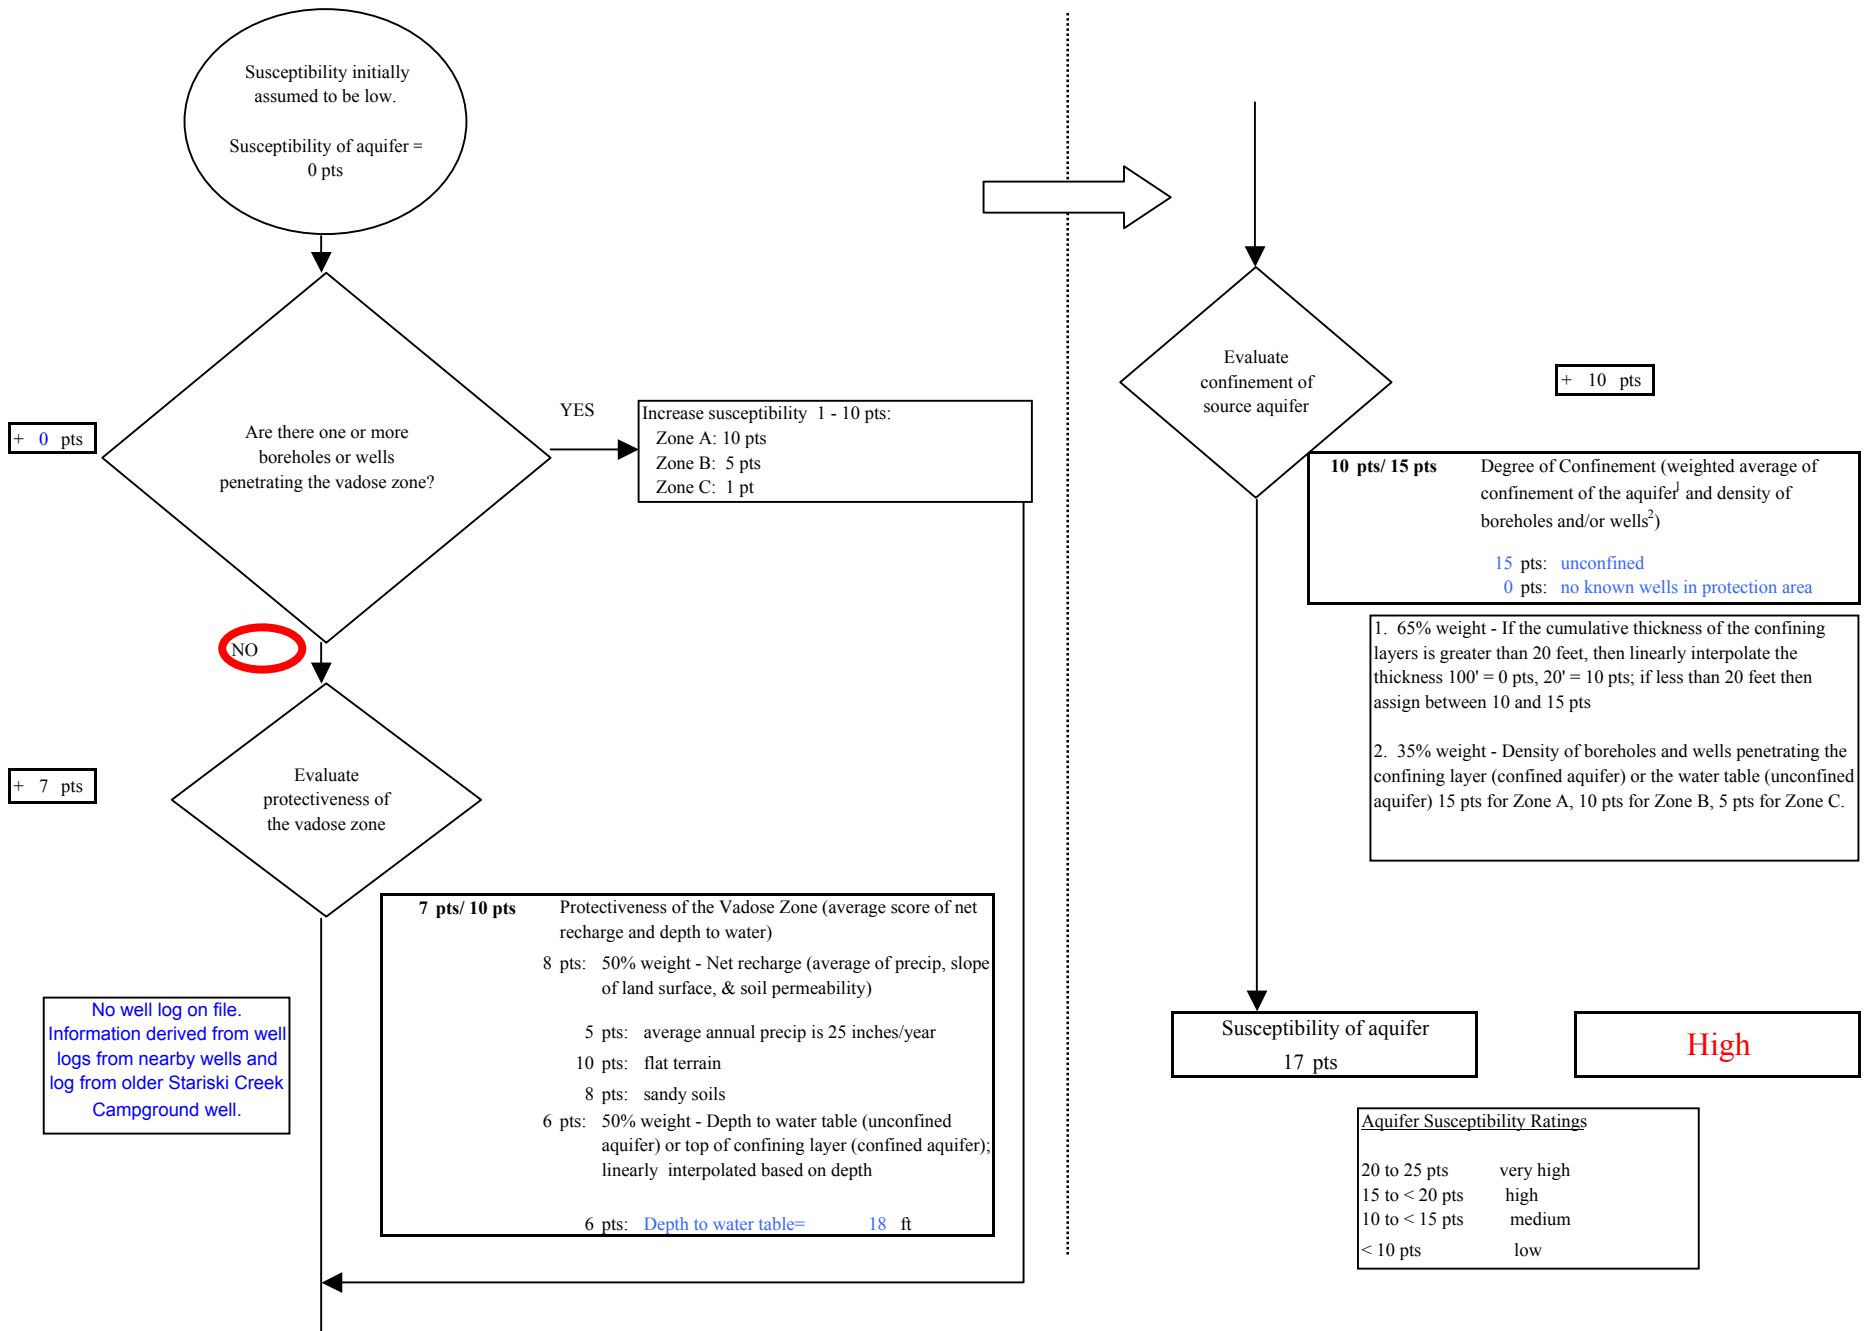 Susceptibility initially
assumed to be low.
Susceptibility of aquifer =
0 pts
+ 0 pts
Are there one or more
boreholes or wells
penetrating the vadose zone?
YES
Increase susceptibility 1 - 10 pts:
Zone A: 10 pts
Zone B: 5 pts
Zone C: 1 pt
NO
+ 7 pts
Evaluate
protectiveness of
the vadose zone
7 pts/ 10 pts Protectiveness of the Vadose Zone (average score of net
recharge and depth to water)
8 pts: 50% weight - Net recharge (average of precip, slope
of land surface, & soil permeability)
5 pts: average annual precip is 25 inches/year
10 pts: flat terrain
8 pts: sandy soils
6 pts: 50% weight - Depth to water table (unconfined
aquifer) or top of confining layer (confined aquifer);
linearly interpolated based on depth
6 pts: Depth to water table= 18 ft
No well log on file.
Information derived from well
logs from nearby wells and
log from older Stariski Creek
Campground well.
Evaluate
confinement of
source aquifer
+ 10 pts
10 pts/ 15 pts Degree of Confinement (weighted average of
confinement of the aquifer1 and density of
boreholes and/or wells2)
15 pts: unconfined
0 pts: no known wells in protection area
1. 65% weight - If the cumulative thickness of the confining
layers is greater than 20 feet, then linearly interpolate the
thickness 100' = 0 pts, 20' = 10 pts; if less than 20 feet then
assign between 10 and 15 pts
2. 35% weight - Density of boreholes and wells penetrating the
confining layer (confined aquifer) or the water table (unconfined
aquifer) 15 pts for Zone A, 10 pts for Zone B, 5 pts for Zone C.
Susceptibility of aquifer
17 pts
High
Aquifer Susceptibility Ratings
20 to 25 pts very high
15 to < 20 pts high
10 to < 15 pts medium
< 10 pts low